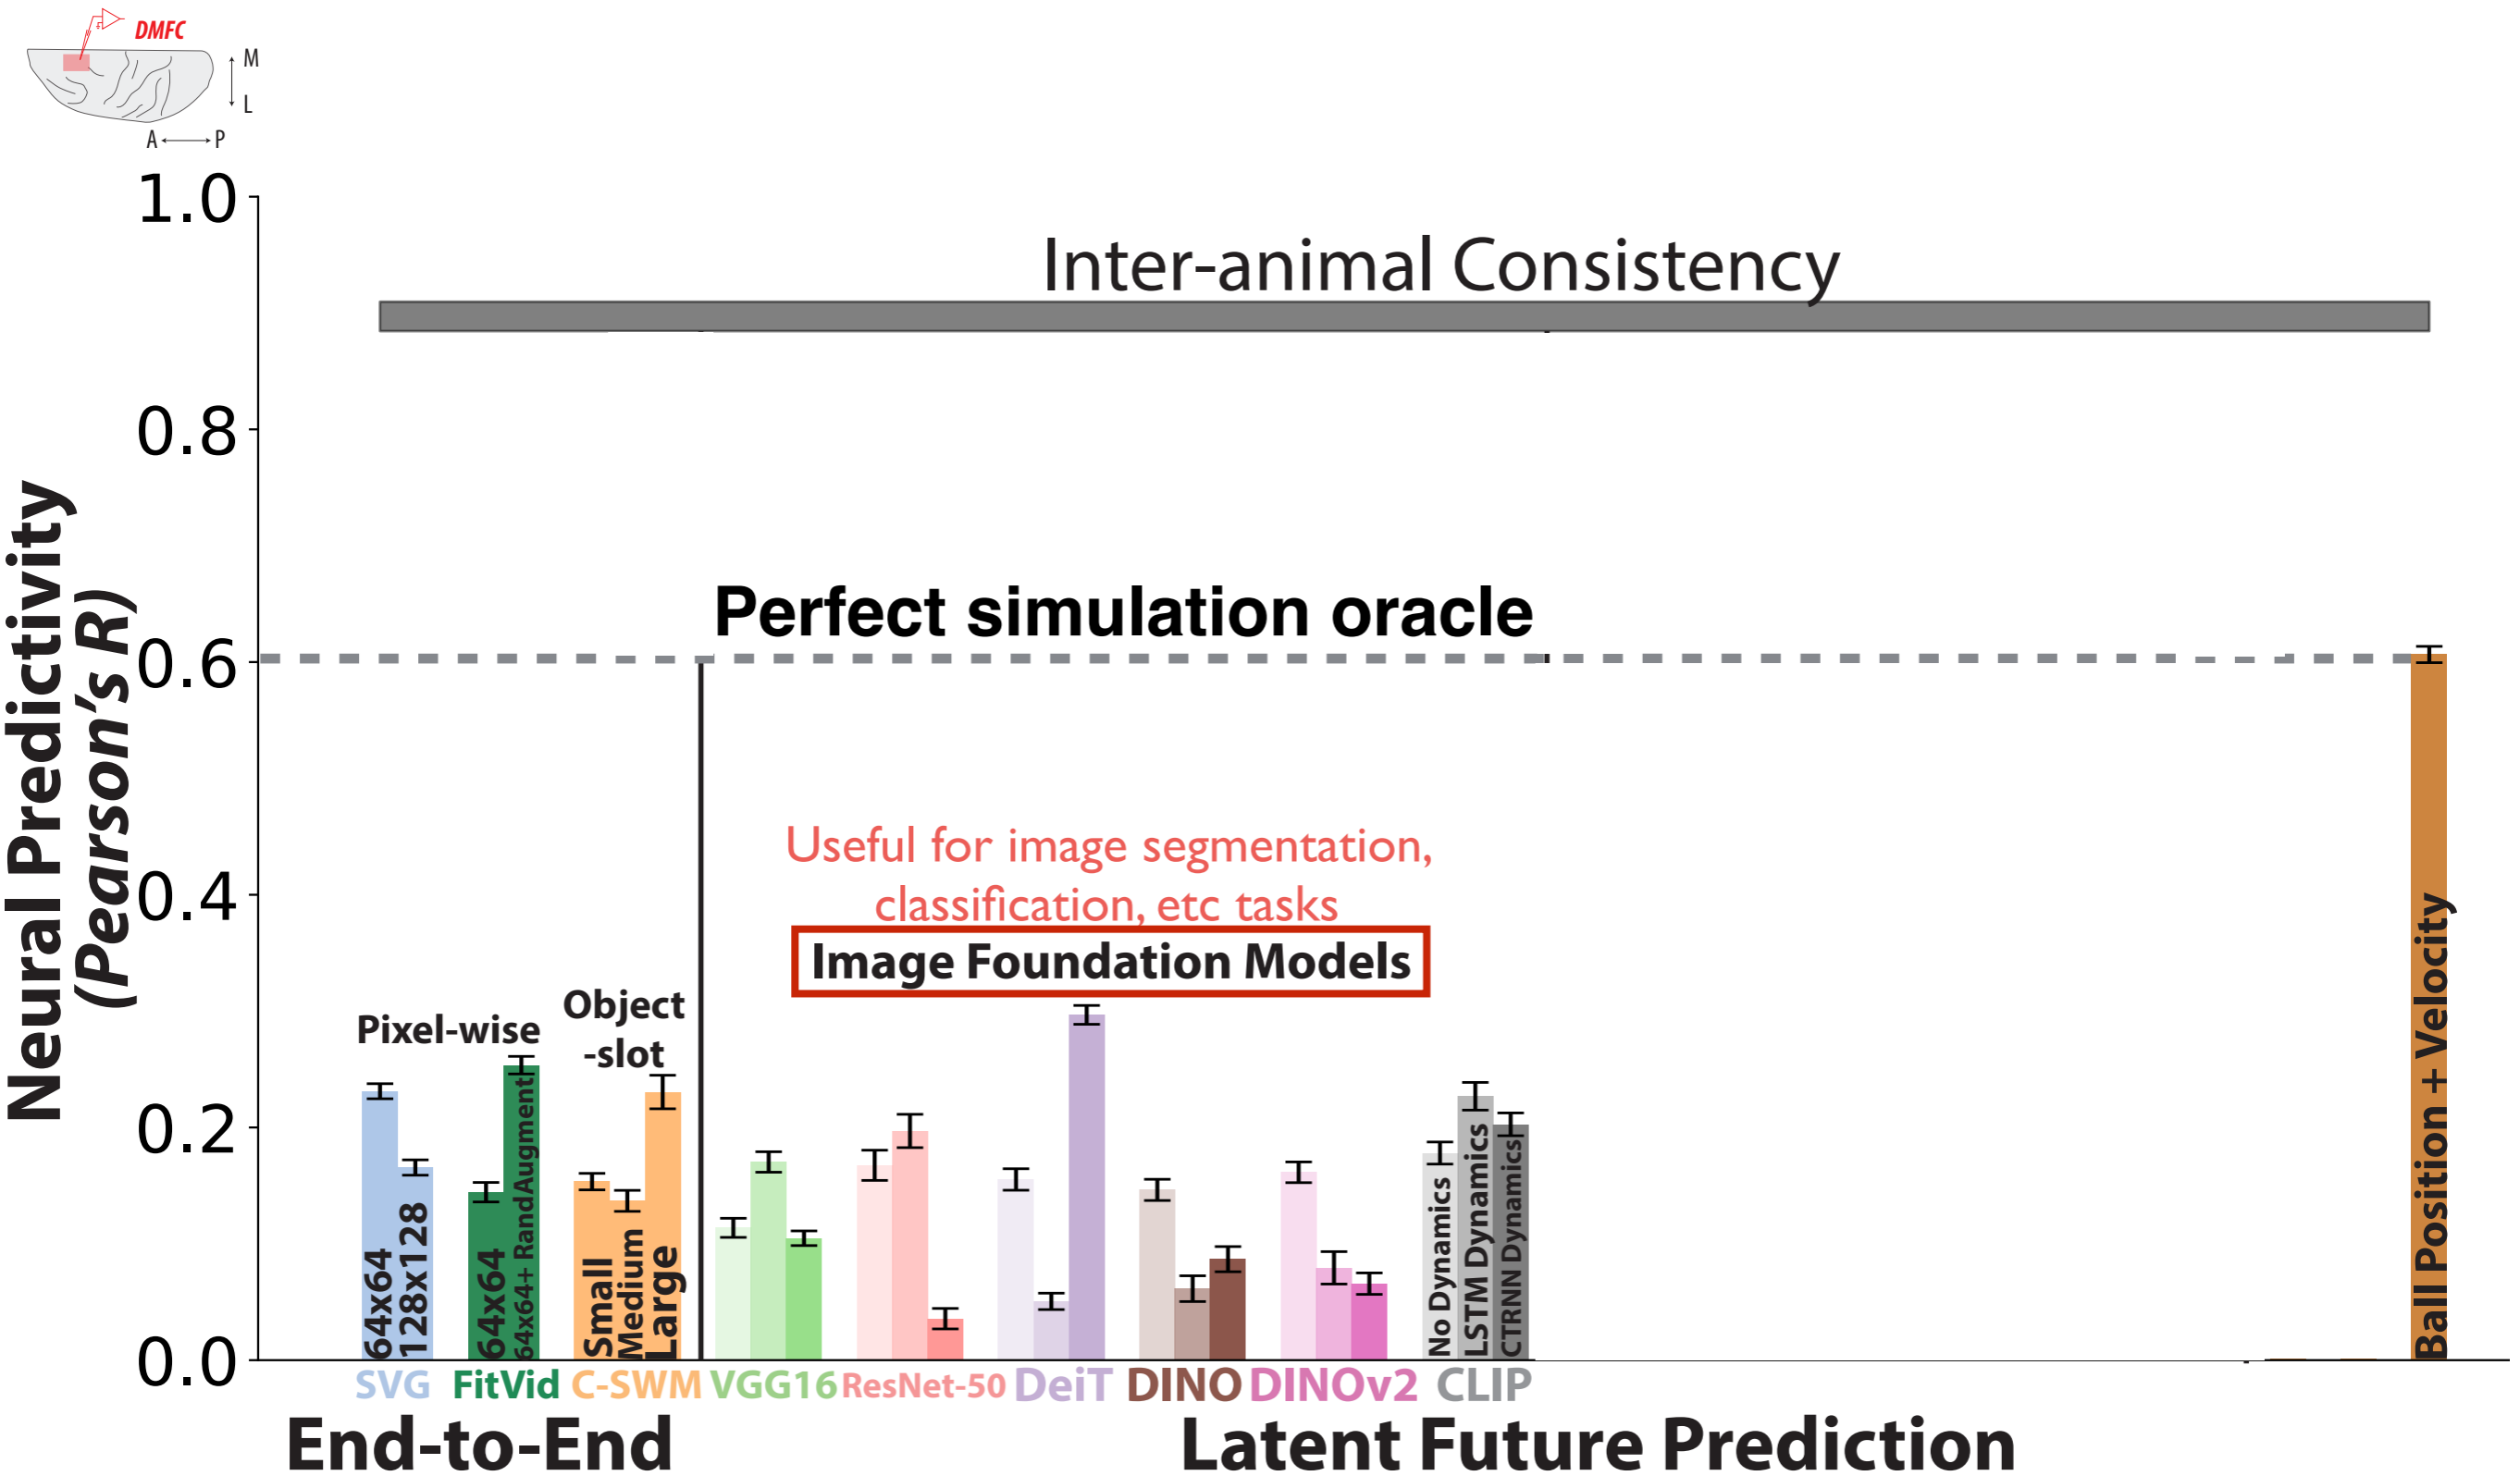 DMFC
M
L
A
P
1.0
0.8
0.6
0.4
0.2
0.0
Neural Predictivity
(Pearson's R)
Inter-animal Consistency
Perfect simulation oracle
Useful for image segmentation,
classification, etc tasks
Image Foundation Models
Pixel-wise
Object
-slot
64x64
128x128
64x64
64x64+ RandAugment
Small
Medium
Large
No Dynamics
LSTM Dynamics
CTRNN Dynamics
Ball Position + Velocity
SVG
FitVid
C-SWM
VGG16
ResNet-50
DeiT
DINO
DINOv2
CLIP
End-to-End
Latent Future Prediction